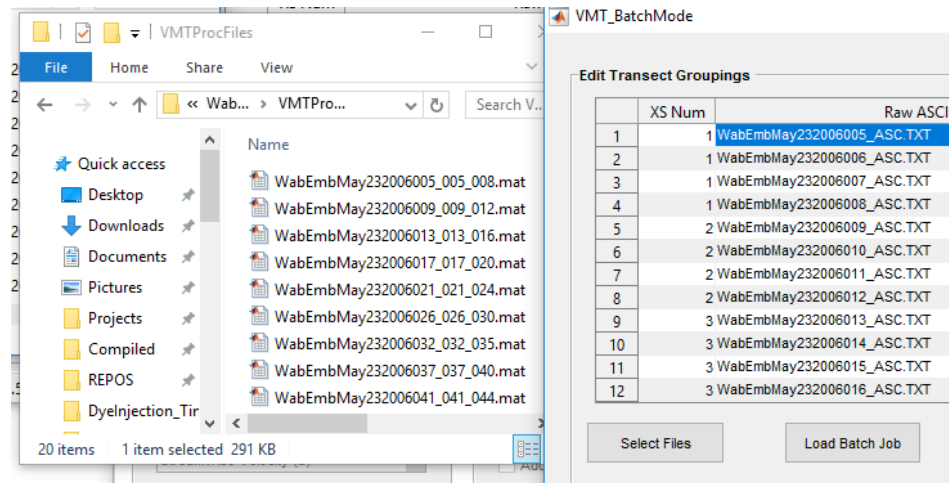 VMTProcFiles
File Home Share View
« Wab... > VMTPro...
Search V...
Quick access
Desktop
Downloads
Documents
Pictures
Projects
Compiled
REPOS
DyeInjection_Tir
Name
WabEmbMay232006005_005_008.mat
WabEmbMay232006009_009_012.mat
WabEmbMay232006013_013_016.mat
WabEmbMay232006017_017_020.mat
WabEmbMay232006021_021_024.mat
WabEmbMay232006026_026_030.mat
WabEmbMay232006032_032_035.mat
WabEmbMay232006037_037_040.mat
WabEmbMay232006041_041_044.mat
20 items 1 item selected 291 KB
VMT_BatchMode
Edit Transect Groupings
XS Num Raw ASCI
1 1 WabEmbMay232006005_ASC.TXT
2 1 WabEmbMay232006006_ASC.TXT
3 1 WabEmbMay232006007_ASC.TXT
4 1 WabEmbMay232006008_ASC.TXT
5 2 WabEmbMay232006009_ASC.TXT
6 2 WabEmbMay232006010_ASC.TXT
7 2 WabEmbMay232006011_ASC.TXT
8 2 WabEmbMay232006012_ASC.TXT
9 3 WabEmbMay232006013_ASC.TXT
10 3 WabEmbMay232006014_ASC.TXT
11 3 WabEmbMay232006015_ASC.TXT
12 3 WabEmbMay232006016_ASC.TXT
Select Files Load Batch Job